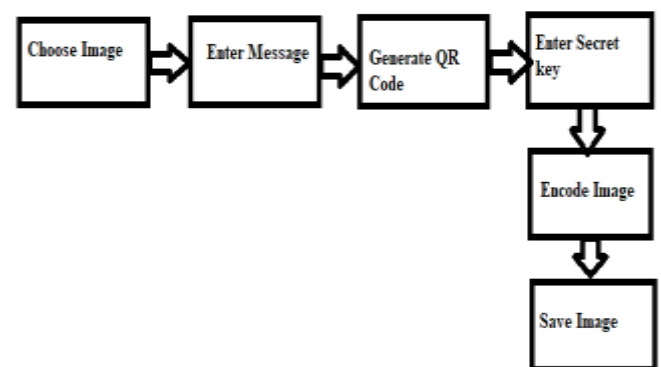 Choose Image
Enter Message
Generate QR
Code
Enter Secret
key
Encode Image
Save Image